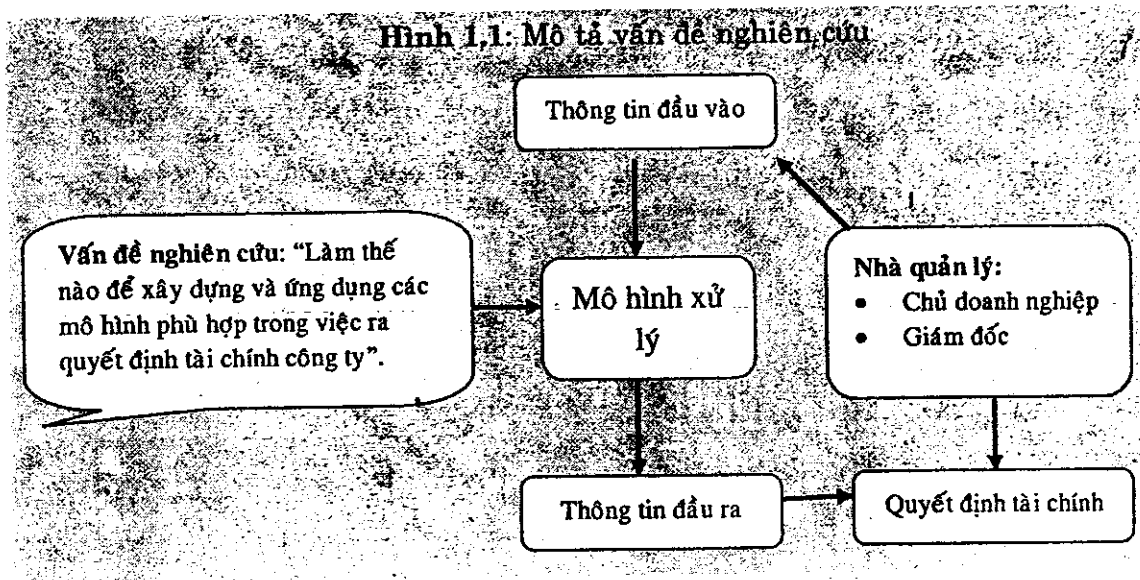 Hình 1.1: Mô tả vấn đề nghiên cứu
Thông tin đầu vào
Vấn đề nghiên cứu: “Làm thế
nào để xây dựng và ứng dụng các
mô hình phù hợp trong việc ra
quyết định tài chính công ty”.
Mô hình xử
lý
Nhà quản lý:
• Chủ doanh nghiệp
• Giám đốc
Thông tin đầu ra
Quyết định tài chính